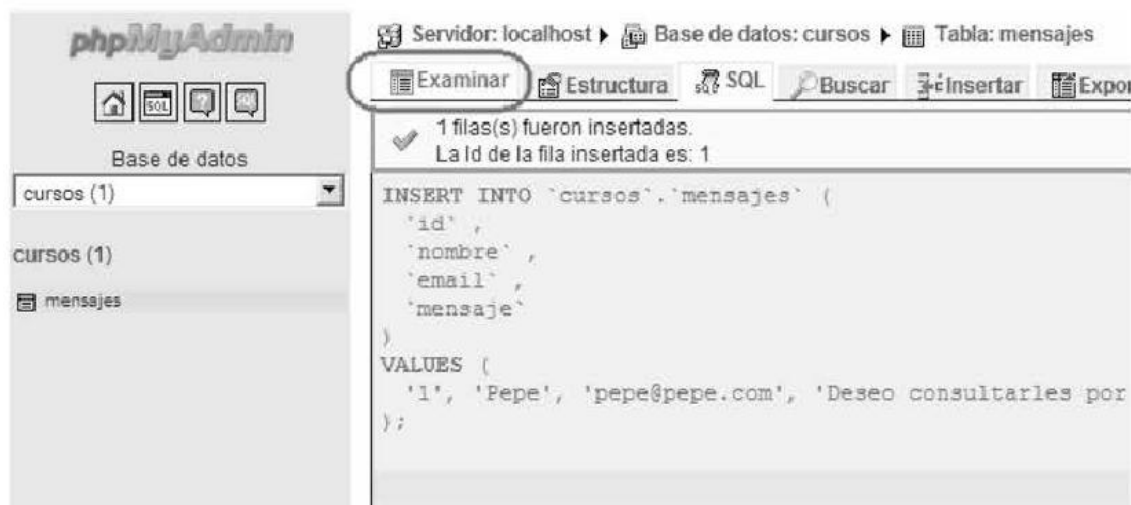 phpMyAdmin
SQL
Base de datos
cursos (1)
cursos (1)
mensajes
Servidor: localhost ▸ Base de datos: cursos ▸ Tabla: mensajes
Examinar Estructura SQL Buscar Insertar Expor
1 filas(s) fueron insertadas.
La Id de la fila insertada es: 1
INSERT INTO `cursos`.`mensajes` (
`id` ,
`nombre` ,
`email` ,
`mensaje`
)
VALUES (
'1', 'Pepe', 'pepe@pepe.com', 'Deseo consultarles por
);